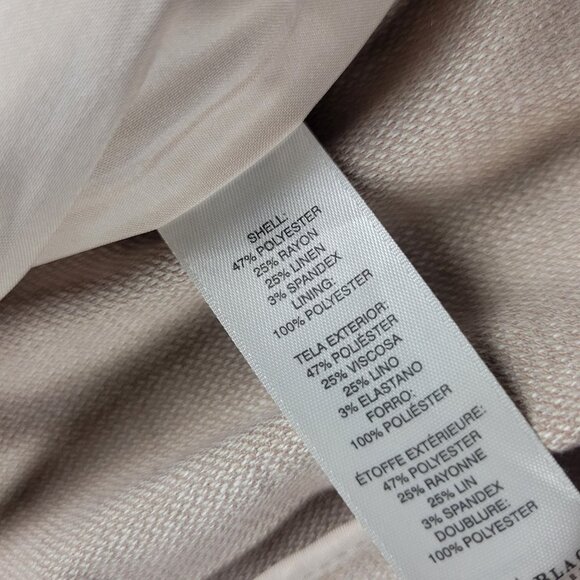 SHELL:
47% POLYESTER
25% RAYON
25% LINEN
3% SPANDEX
LINING:
100% POLYESTER
TELA EXTERIOR:
47% POLIÉSTER
25% VISCOSA
25% LINO
3% ELASTANO
FORRO:
100% POLIÉSTER
ÉTOFFE EXTÉRIEURE:
47% POLYESTER
25% RAYONNE
25% LIN
3% SPANDEX
DOUBLURE:
100% POLYESTER